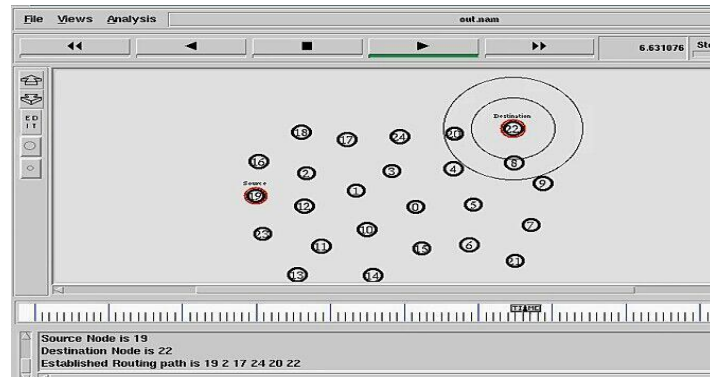 File Views Analysis out.nam
6.631076
Destination
18 17 24 20 22
16 2 3 4 8
Source
19 1 9
12 0 5
23 10 7
11 15 6
13 14 21
TIME
Source Node is 19
Destination Node is 22
Established Routing path is 19 2 17 24 20 22